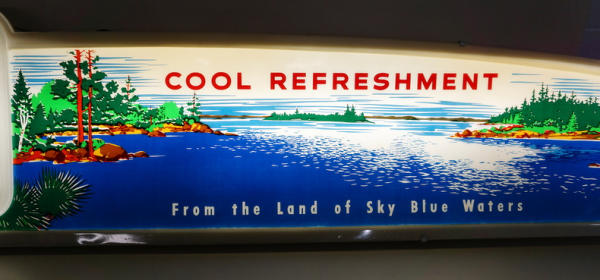 COOL REFRESHMENT
From the Land of Sky Blue Waters